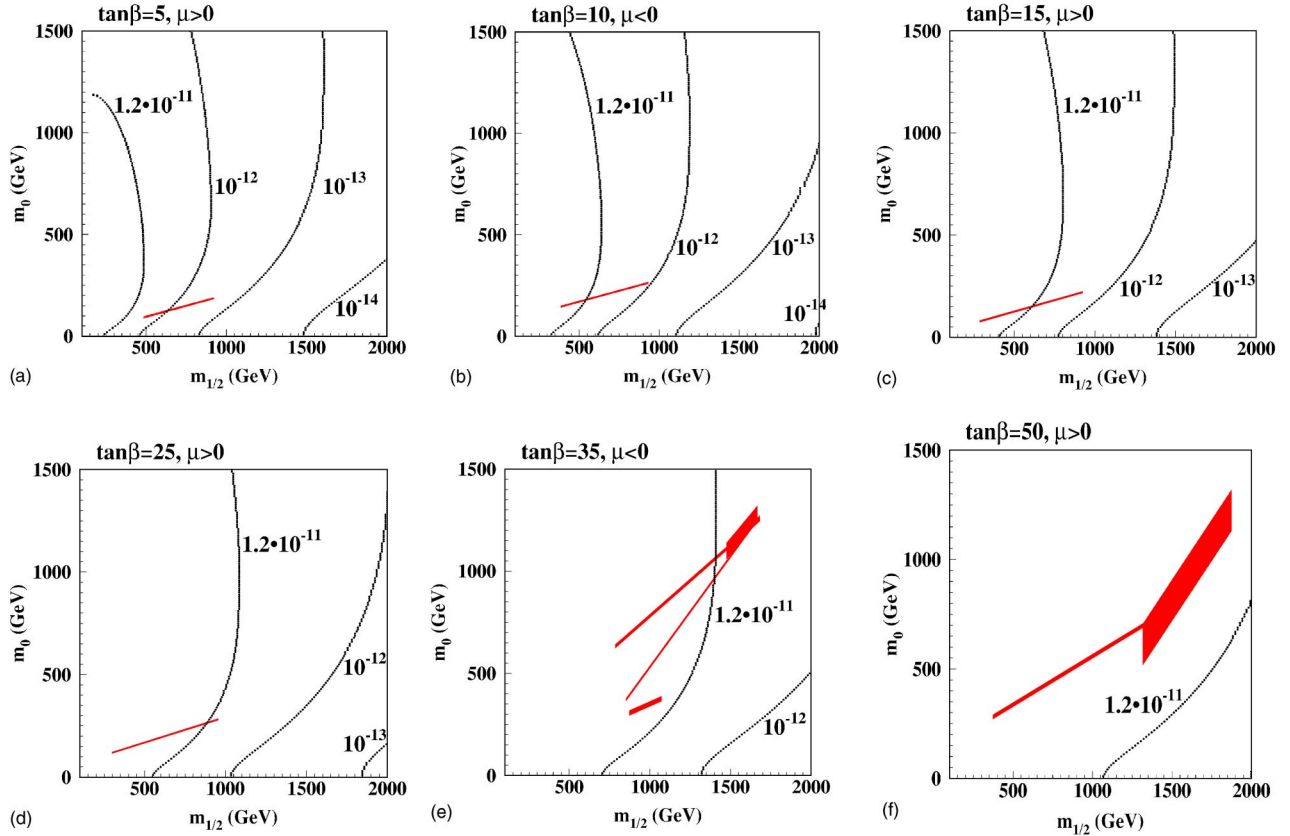 tanβ=5, μ>0
1500
1000
500
0
m₀ (GeV)
1.2•10⁻¹¹
10⁻¹²
10⁻¹³
10⁻¹⁴
500
1000
1500
2000
m₁/₂ (GeV)
(a)
tanβ=10, μ<0
1500
1000
500
0
m₀ (GeV)
1.2•10⁻¹¹
10⁻¹²
10⁻¹³
10⁻¹⁴
500
1000
1500
2000
m₁/₂ (GeV)
(b)
tanβ=15, μ>0
1500
1000
500
0
m₀ (GeV)
1.2•10⁻¹¹
10⁻¹²
10⁻¹³
500
1000
1500
2000
m₁/₂ (GeV)
(c)
tanβ=25, μ>0
1500
1000
500
0
m₀ (GeV)
1.2•10⁻¹¹
10⁻¹²
10⁻¹³
500
1000
1500
2000
m₁/₂ (GeV)
(d)
tanβ=35, μ<0
1500
1000
500
0
m₀ (GeV)
1.2•10⁻¹¹
10⁻¹²
500
1000
1500
2000
m₁/₂ (GeV)
(e)
tanβ=50, μ>0
1500
1000
500
0
m₀ (GeV)
1.2•10⁻¹¹
500
1000
1500
2000
m₁/₂ (GeV)
(f)